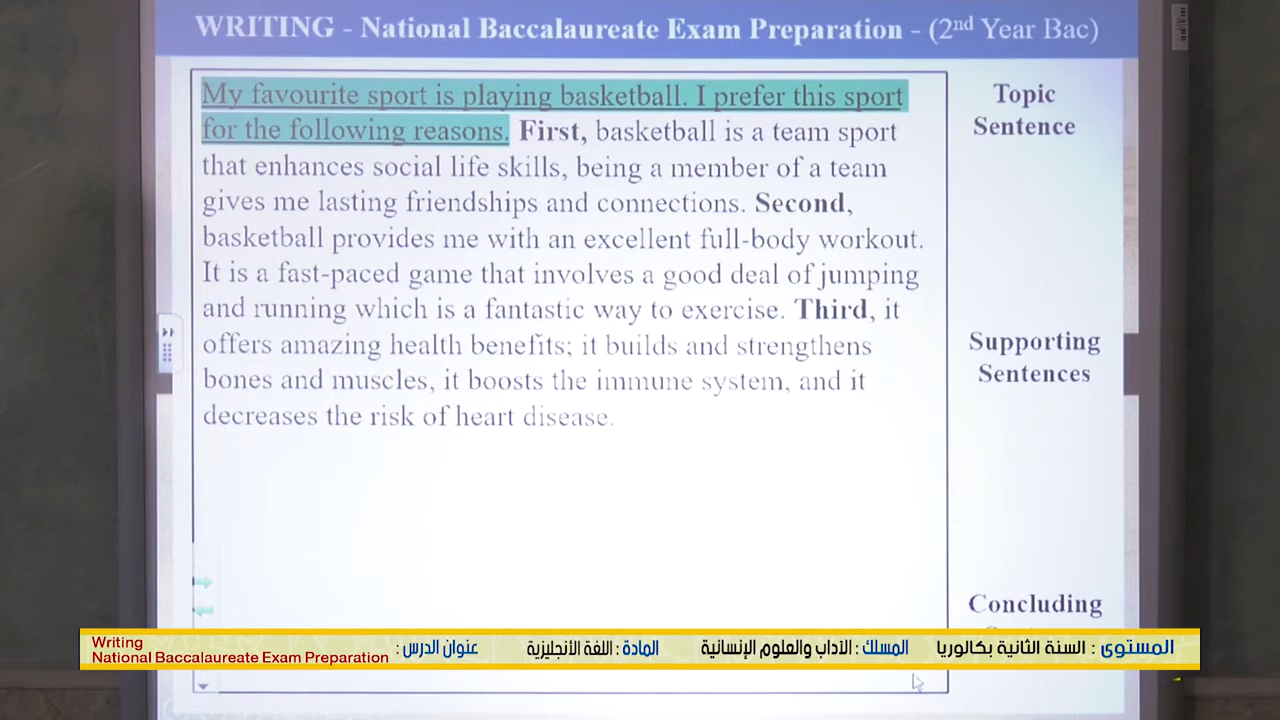 WRITING - National Baccalaureate Exam Preparation - (2nd Year Bac)
My favourite sport is playing basketball. I prefer this sport
for the following reasons. First, basketball is a team sport
that enhances social life skills, being a member of a team
gives me lasting friendships and connections. Second,
basketball provides me with an excellent full-body workout.
It is a fast-paced game that involves a good deal of jumping
and running which is a fantastic way to exercise. Third, it
offers amazing health benefits; it builds and strengthens
bones and muscles, it boosts the immune system, and it
decreases the risk of heart disease.
Topic
Sentence
Supporting
Sentences
Concluding
المستوى : السنة الثانية بكالوريا المسلك : الآداب والعلوم الإنسانية المادة : اللغة الأنجليزية عنوان الدرس :
Writing
National Baccalaureate Exam Preparation